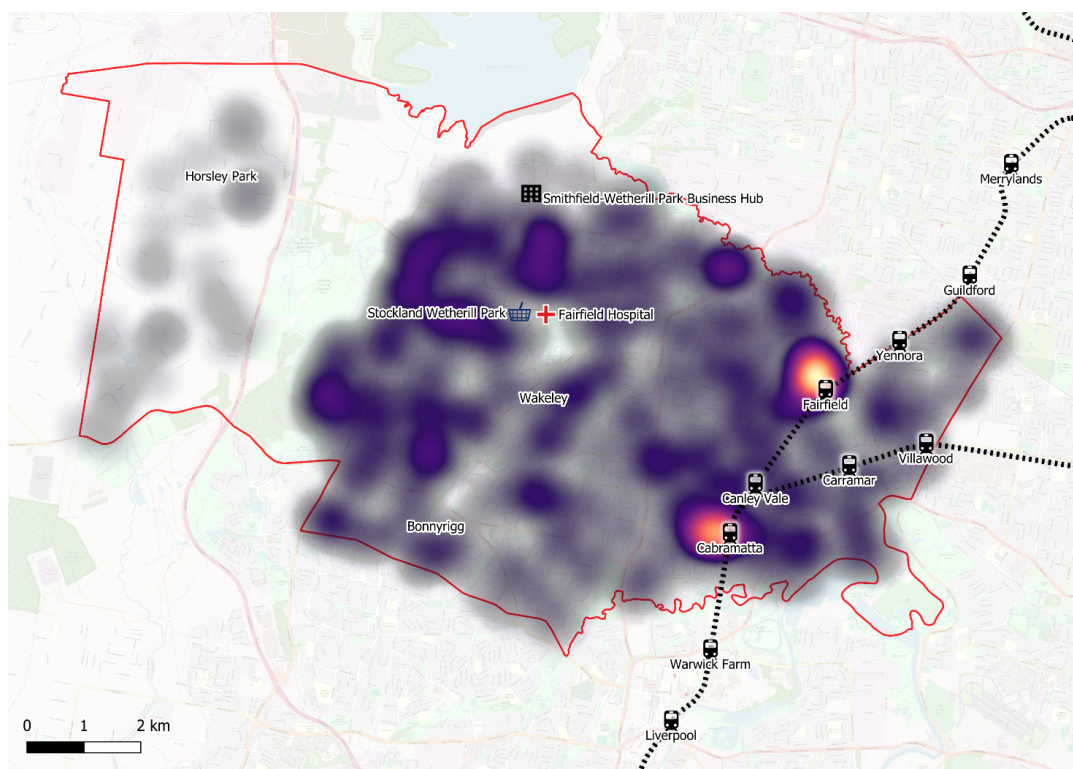 Merrylands
Horsley Park
Smithfield-Wetherill Park Business Hub
Guildford
Stockland Wetherill Park
Fairfield Hospital
Yennora
Wakeley
Fairfield
Villawood
Carramar
Canley Vale
Bonnyrigg
Cabramatta
Warwick Farm
0 1 2 km
Liverpool